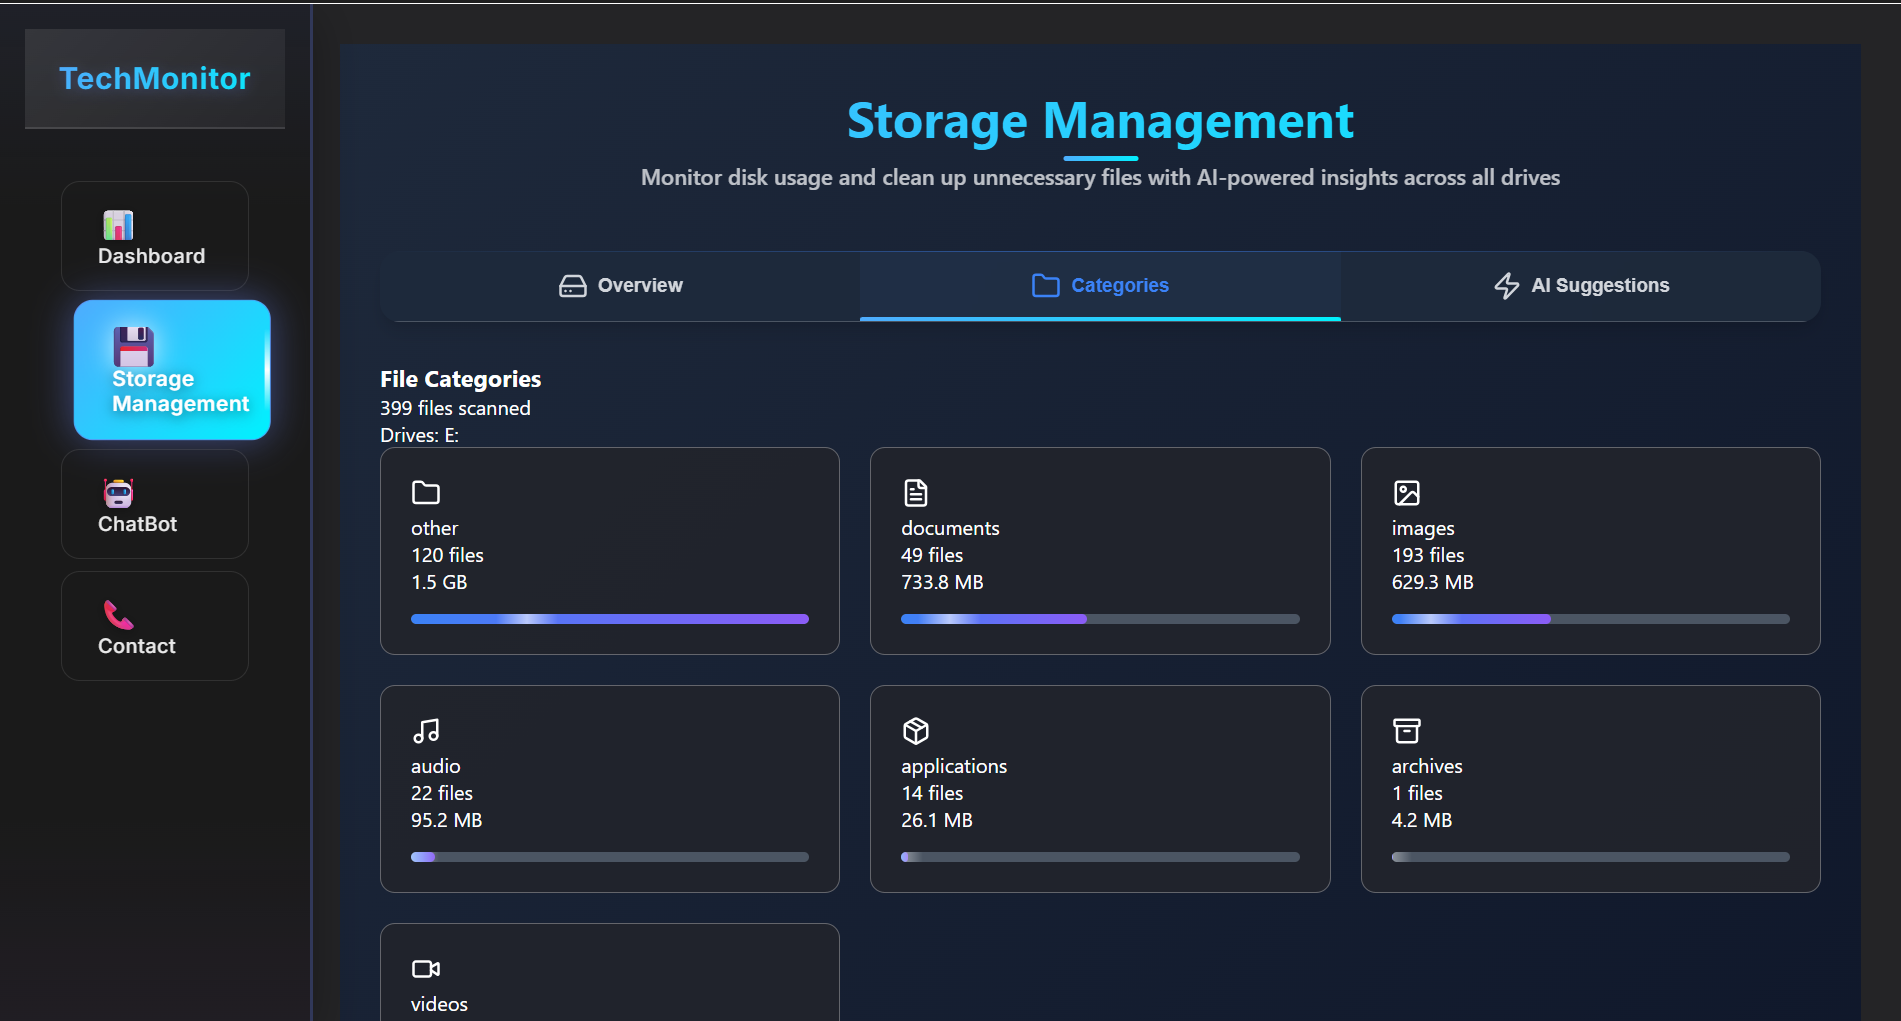 TechMonitor
Dashboard
Storage
Management
ChatBot
Contact
Storage Management
Monitor disk usage and clean up unnecessary files with AI-powered insights across all drives
Overview
Categories
AI Suggestions
File Categories
399 files scanned
Drives: E:
other
120 files
1.5 GB
documents
49 files
733.8 MB
images
193 files
629.3 MB
audio
22 files
95.2 MB
applications
14 files
26.1 MB
archives
1 files
4.2 MB
videos